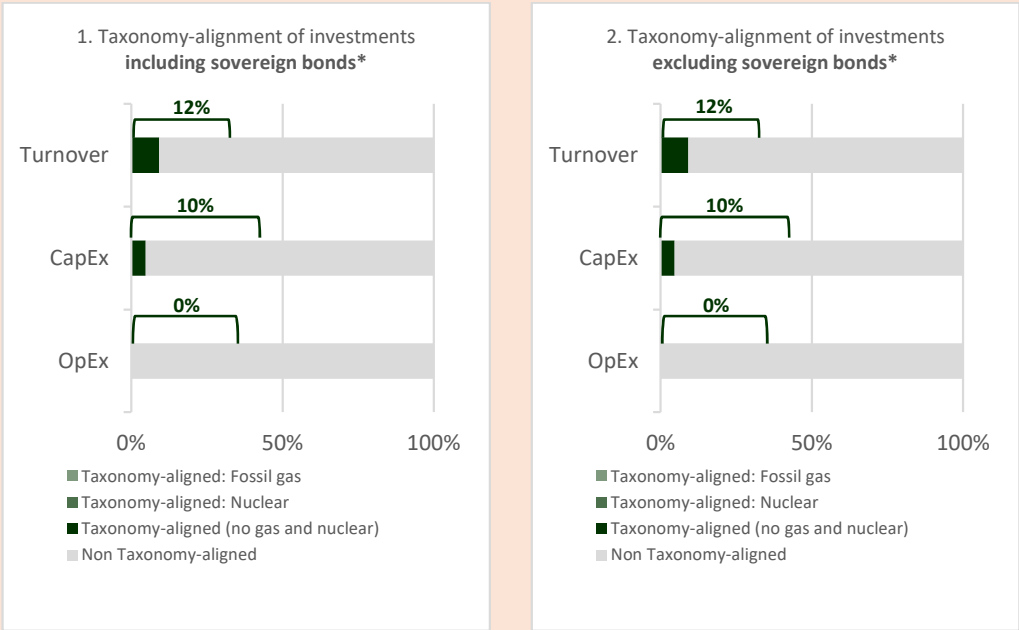 1. Taxonomy-alignment of investments
including sovereign bonds*
12%
Turnover
10%
CapEx
0%
OpEx
0% 50% 100%
Taxonomy-aligned: Fossil gas
Taxonomy-aligned: Nuclear
Taxonomy-aligned (no gas and nuclear)
Non Taxonomy-aligned
2. Taxonomy-alignment of investments
excluding sovereign bonds*
12%
Turnover
10%
CapEx
0%
OpEx
0% 50% 100%
Taxonomy-aligned: Fossil gas
Taxonomy-aligned: Nuclear
Taxonomy-aligned (no gas and nuclear)
Non Taxonomy-aligned